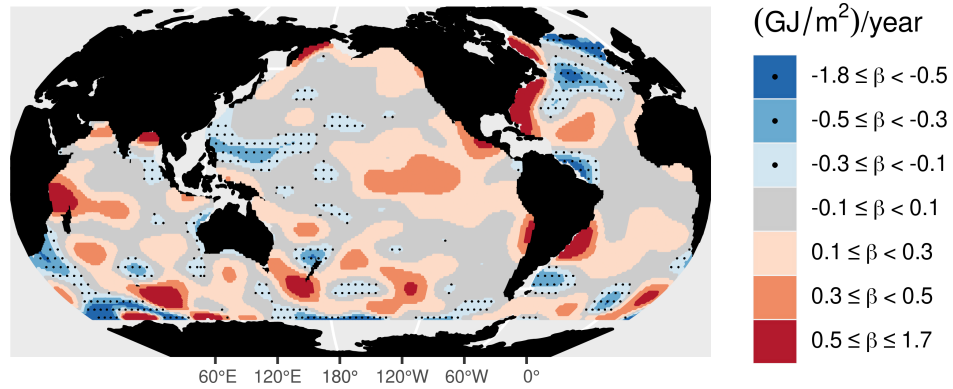 (GJ/m²)/year
-1.8 ≤ β < -0.5
-0.5 ≤ β < -0.3
-0.3 ≤ β < -0.1
-0.1 ≤ β < 0.1
0.1 ≤ β < 0.3
0.3 ≤ β < 0.5
0.5 ≤ β ≤ 1.7
60°E 120°E 180° 120°W 60°W 0°